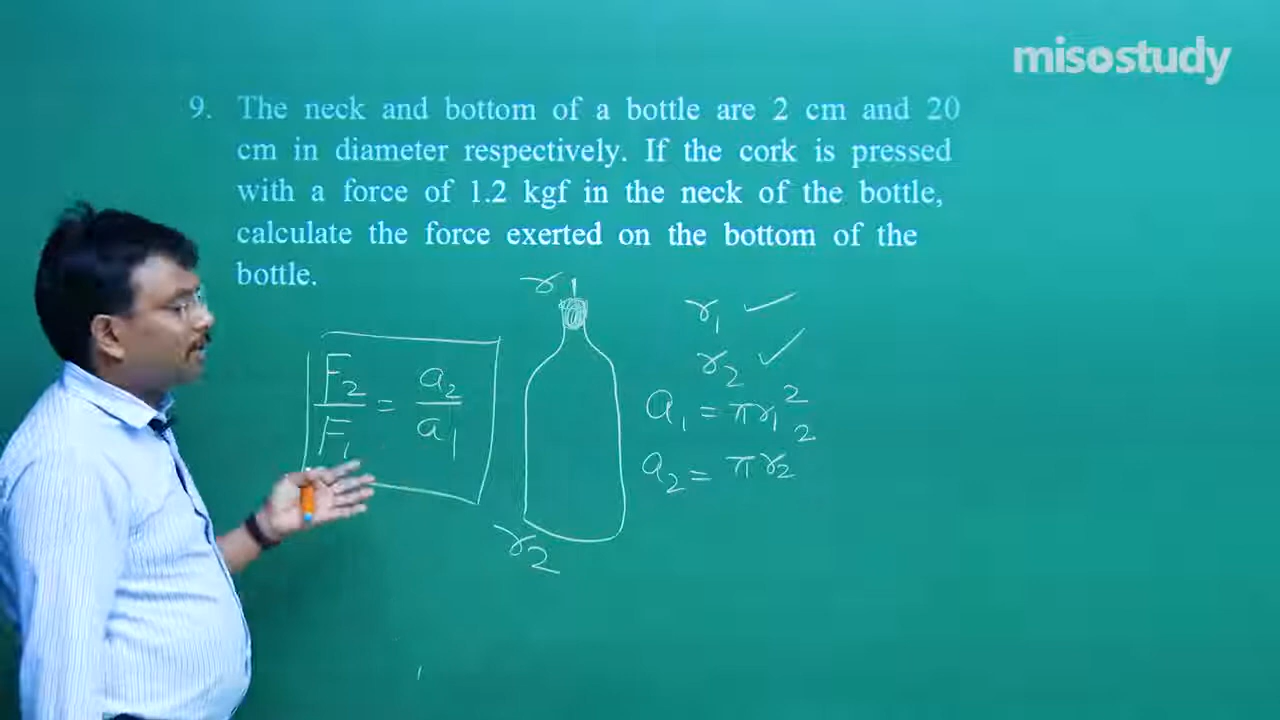 misostudy
9. The neck and bottom of a bottle are 2 cm and 20
cm in diameter respectively. If the cork is pressed
with a force of 1.2 kgf in the neck of the bottle,
calculate the force exerted on the bottom of the
bottle.
r1
r1 ✓
r2 ✓
F2/F1 = a2/a1
a1 = πr1²
a2 = πr2²
r2